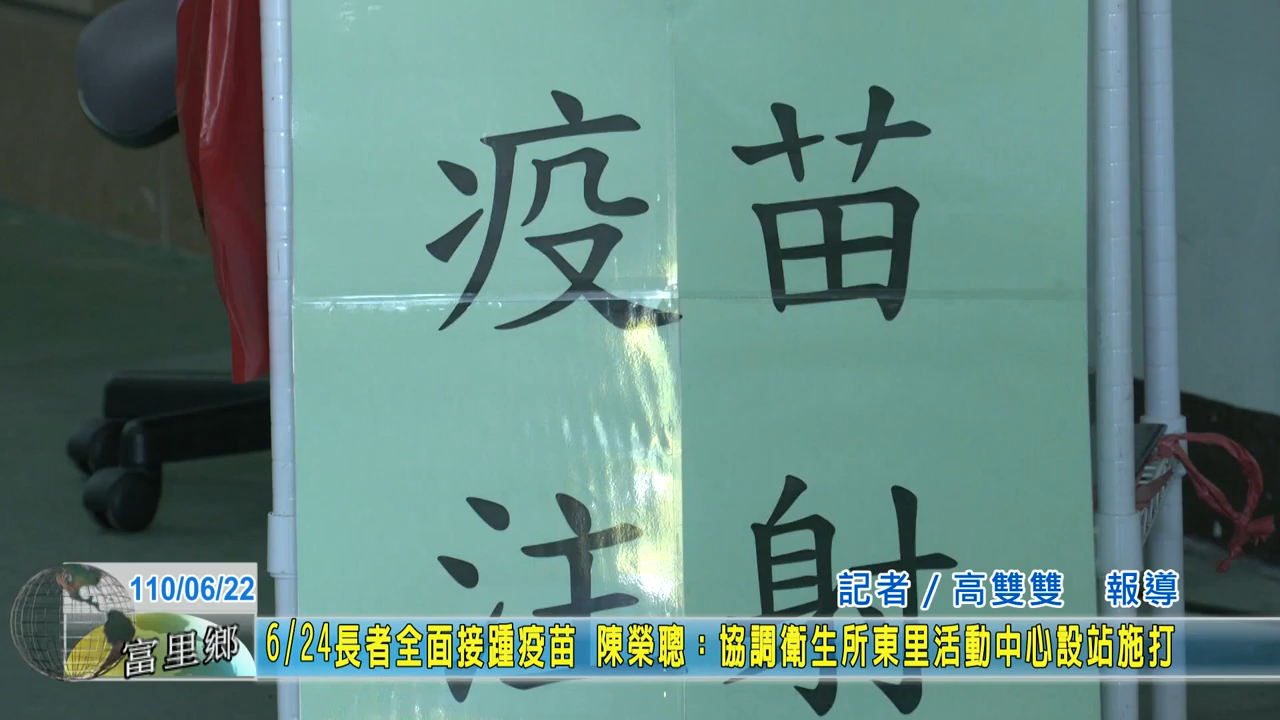 疫苗
注射
110/06/22
記者/高雙雙 報導
富里鄉
6/24長者全面接踵疫苗 陳榮聰：協調衛生所東里活動中心設站施打